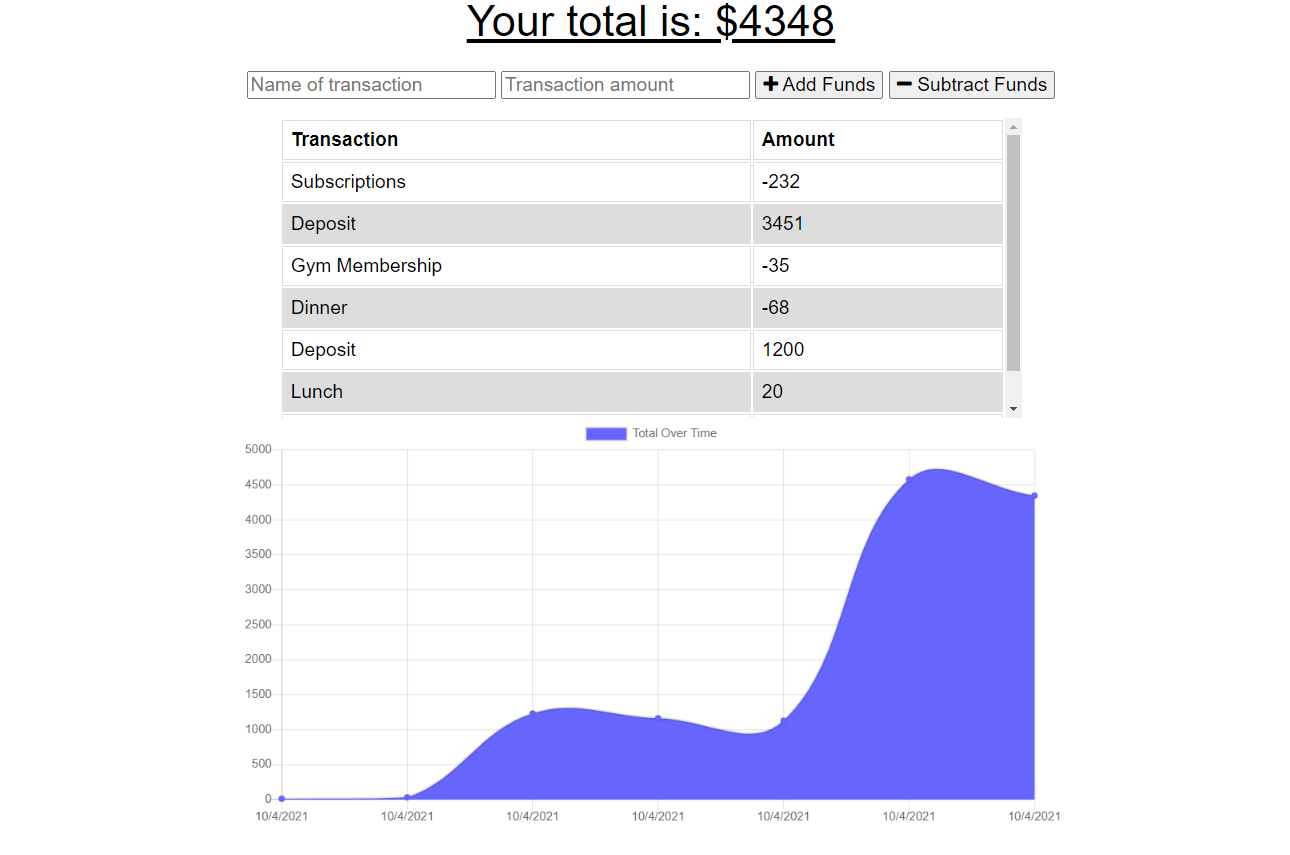 Your total is: $4348
Name of transaction Transaction amount Add Funds Subtract Funds
Transaction Amount
Subscriptions -232
Deposit 3451
Gym Membership -35
Dinner -68
Deposit 1200
Lunch 20
Total Over Time
5000
4500
4000
3500
3000
2500
2000
1500
1000
500
0
10/4/2021 10/4/2021 10/4/2021 10/4/2021 10/4/2021 10/4/2021 10/4/2021